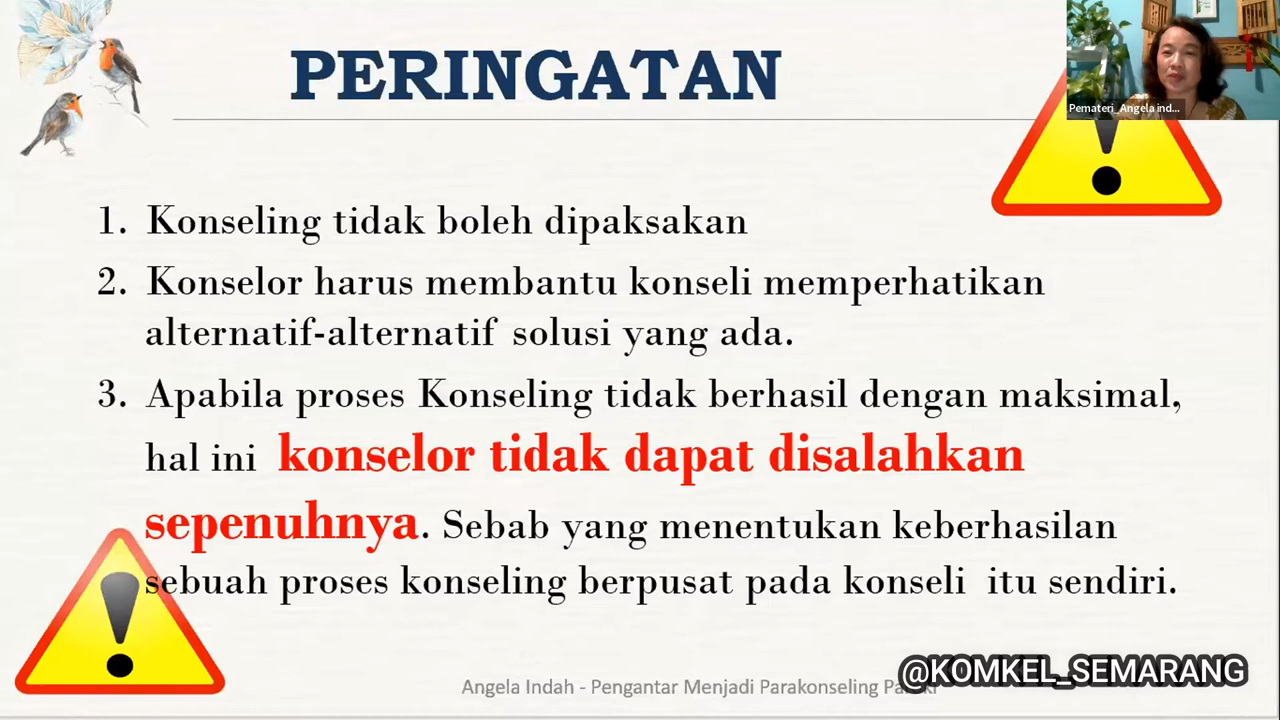 PERINGATAN
Pemateri_Angela ind...
1. Konseling tidak boleh dipaksakan
2. Konselor harus membantu konseli memperhatikan
alternatif-alternatif solusi yang ada.
3. Apabila proses Konseling tidak berhasil dengan maksimal,
hal ini konselor tidak dapat disalahkan
sepenuhnya. Sebab yang menentukan keberhasilan
sebuah proses konseling berpusat pada konseli itu sendiri.
Angela Indah - Pengantar Menjadi Parakonseling
@KOMKEL_SEMARANG